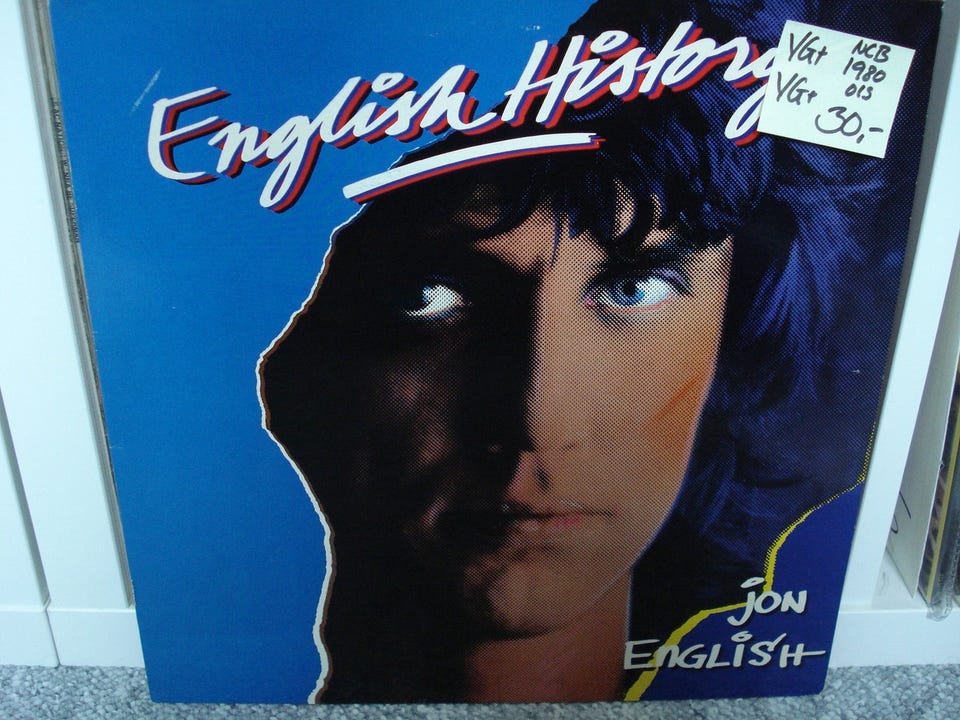 English History
VG+ NCB
1980
VG+ OIS
30,-
jon
ENGLISH